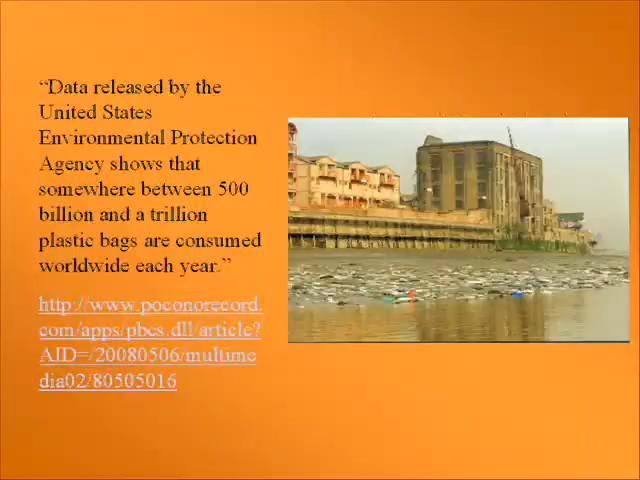 “Data released by the
United States
Environmental Protection
Agency shows that
somewhere between 500
billion and a trillion
plastic bags are consumed
worldwide each year.”
http://www.poconorecord.
com/apps/pbcs.dll/article?
AID=/20080506/multime
dia02/80505016